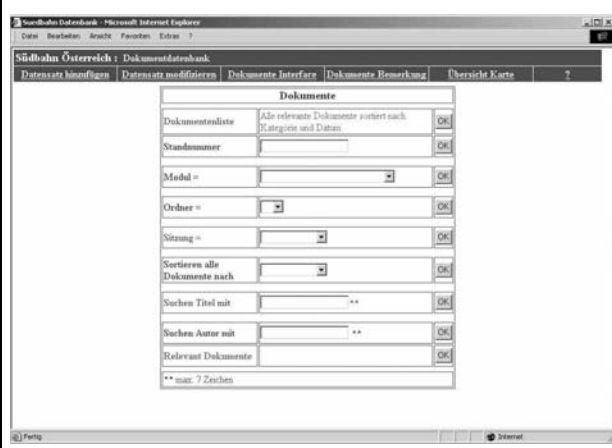 Suedbahn Datenbank - Microsoft Internet Explorer
Datei Bearbeiten Ansicht Favoriten Extras ?
Südbahn Österreich : Dokumentdatenbank
Datensatz hinzufügen Datensatz modifizieren Dokumente Interface Dokumente Bemerkung Übersicht Karte ?
Dokumente
Dokumentenliste Alle relevante Dokumente sortiert nach Kategorie und Datum OK
Standnummer OK
Modul = OK
Ordner = OK
Sitzung = OK
Sortieren alle
Dokumente nach OK
Suchen Titel mit ** OK
Suchen Autor mit ** OK
Relevant Dokumente OK
** max. 7 Zeichen
Fertig Internet